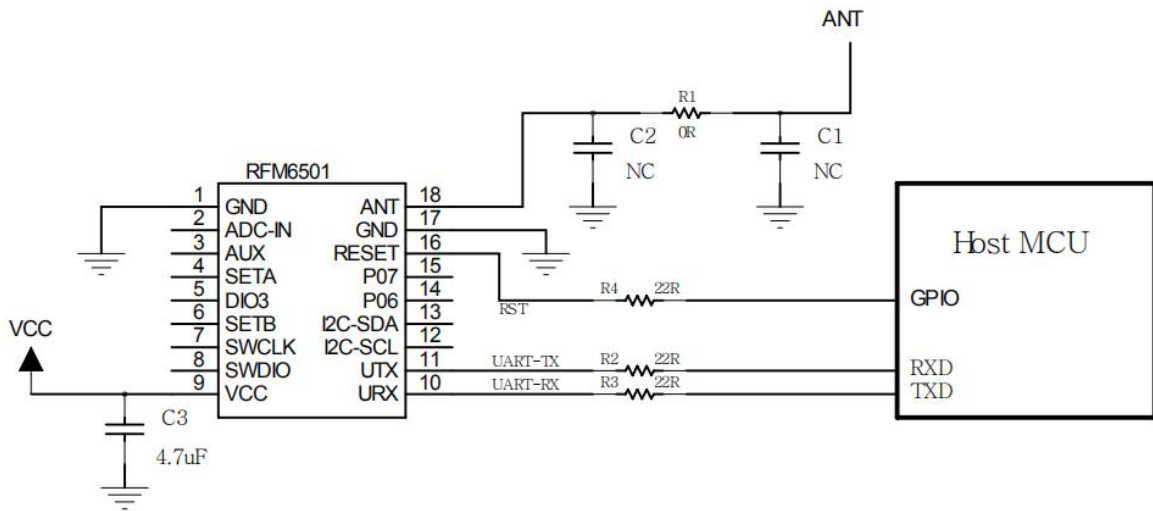 ANT
R1
0R
C2
NC
C1
NC
RFM6501
1 GND ANT 18
2 ADC-IN GND 17
3 AUX RESET 16
4 SETA P07 15
5 DIO3 P06 14
6 SETB I2C-SDA 13
7 SWCLK I2C-SCL 12
8 SWDIO UTX 11
9 VCC URX 10
Host MCU
GPIO
RXD
TXD
RST
R4 22R
UART-TX R2 22R
UART-RX R3 22R
VCC
C3
4.7uF